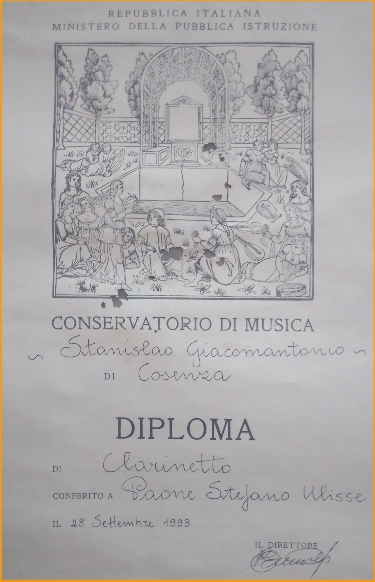 REPUBBLICA ITALIANA
MINISTERO DELLA PUBBLICA ISTRUZIONE
CONSERVATORIO DI MUSICA
~ Stanislao Giacomantonio ~
DI Cosenza
DIPLOMA
DI Clarinetto
CONFERITO A Paone Stefano Ulisse
IL 28 Settembre 1993
IL DIRETTORE